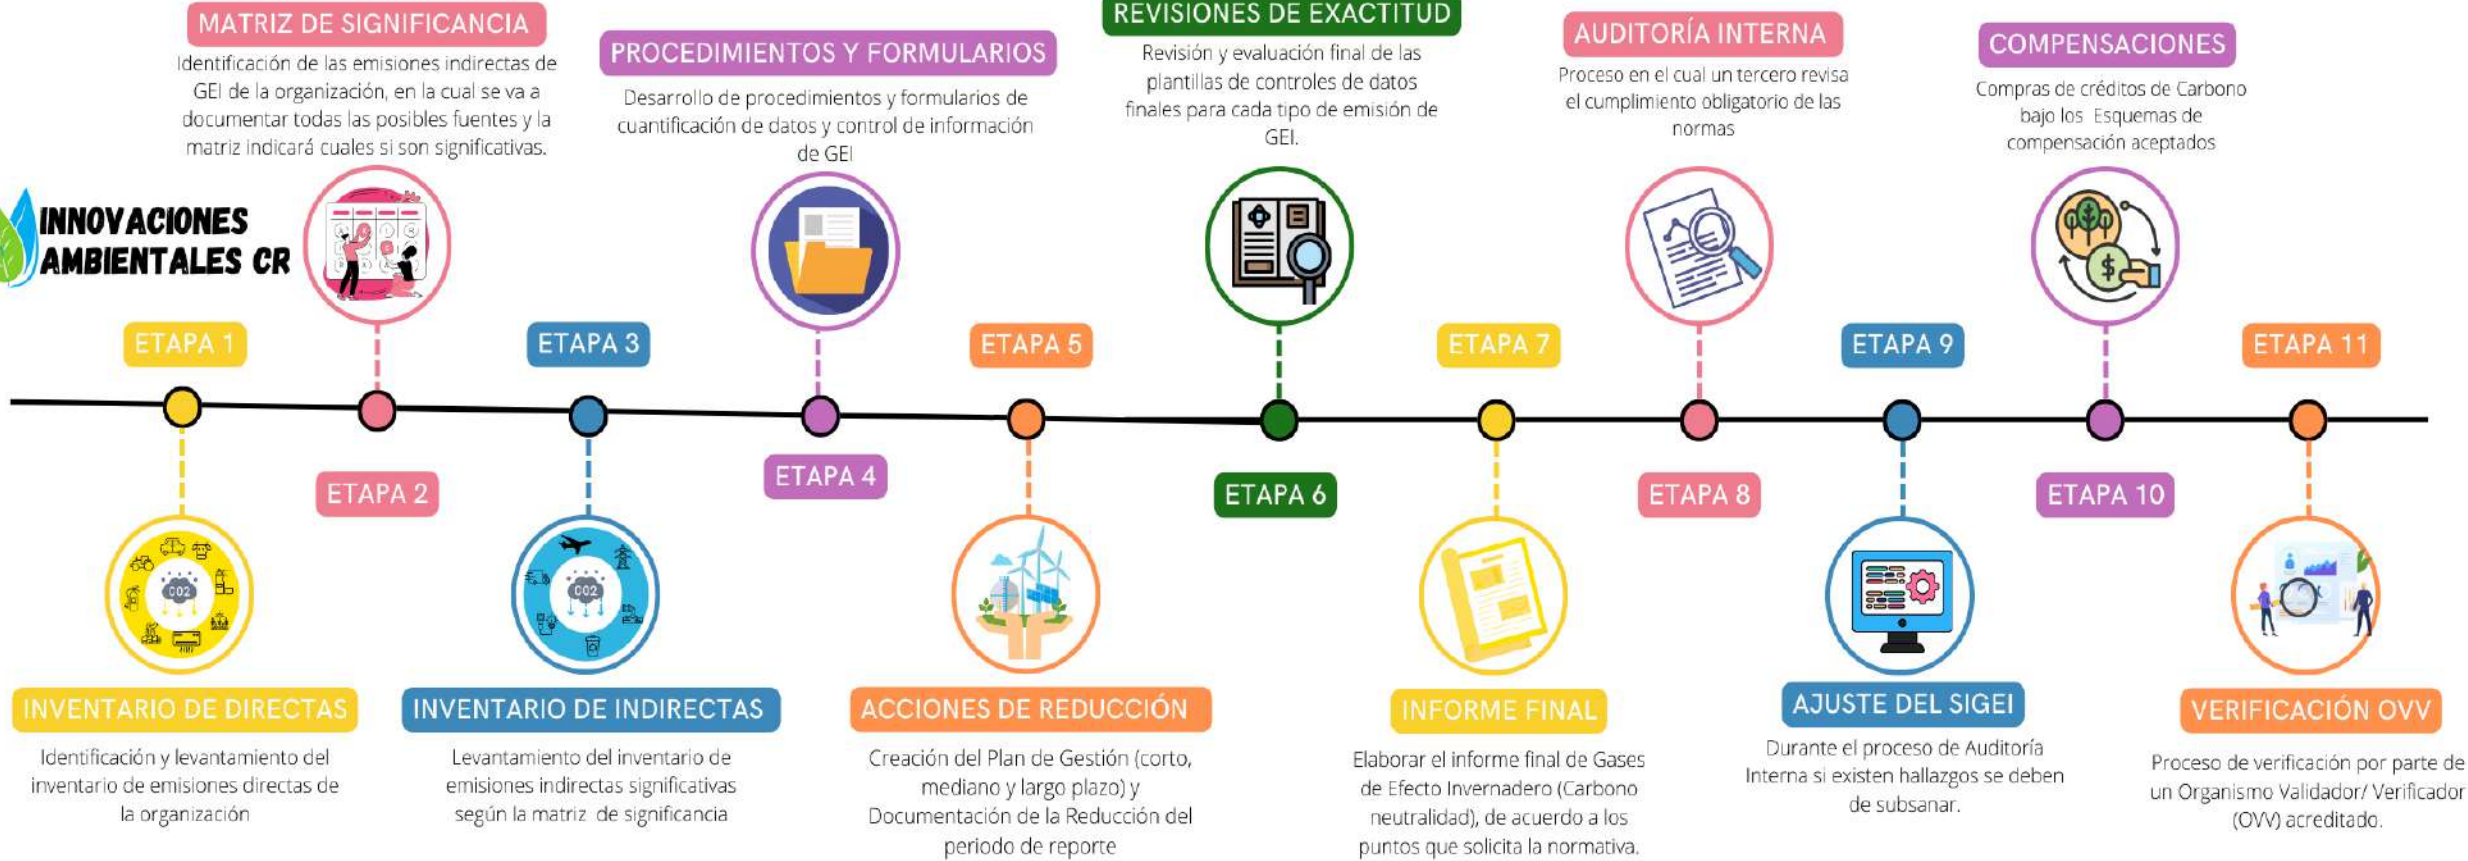 MATRIZ DE SIGNIFICANCIA
Identificación de las emisiones indirectas de
GEI de la organización, en la cual se va a
documentar todas las posibles fuentes y la
matriz indicará cuales si son significativas.
PROCEDIMIENTOS Y FORMULARIOS
Desarrollo de procedimientos y formularios de
cuantificación de datos y control de información
de GEI
REVISIONES DE EXACTITUD
Revisión y evaluación final de las
plantillas de controles de datos
finales para cada tipo de emisión de
GEI.
AUDITORÍA INTERNA
Proceso en el cual un tercero revisa
el cumplimiento obligatorio de las
normas
COMPENSACIONES
Compras de créditos de Carbono
bajo los Esquemas de
compensación aceptados
INNOVACIONES
AMBIENTALES CR
ETAPA 1
ETAPA 3
ETAPA 5
ETAPA 7
ETAPA 9
ETAPA 11
ETAPA 2
ETAPA 4
ETAPA 6
ETAPA 8
ETAPA 10
CO2
CO2
INVENTARIO DE DIRECTAS
Identificación y levantamiento del
inventario de emisiones directas de
la organización
INVENTARIO DE INDIRECTAS
Levantamiento del inventario de
emisiones indirectas significativas
según la matriz de significancia
ACCIONES DE REDUCCIÓN
Creación del Plan de Gestión (corto,
mediano y largo plazo) y
Documentación de la Reducción del
periodo de reporte
INFORME FINAL
Elaborar el informe final de Gases
de Efecto Invernadero (Carbono
neutralidad), de acuerdo a los
puntos que solicita la normativa.
AJUSTE DEL SIGEI
Durante el proceso de Auditoría
Interna si existen hallazgos se deben
de subsanar.
VERIFICACIÓN OVV
Proceso de verificación por parte de
un Organismo Validador/ Verificador
(OVV) acreditado.